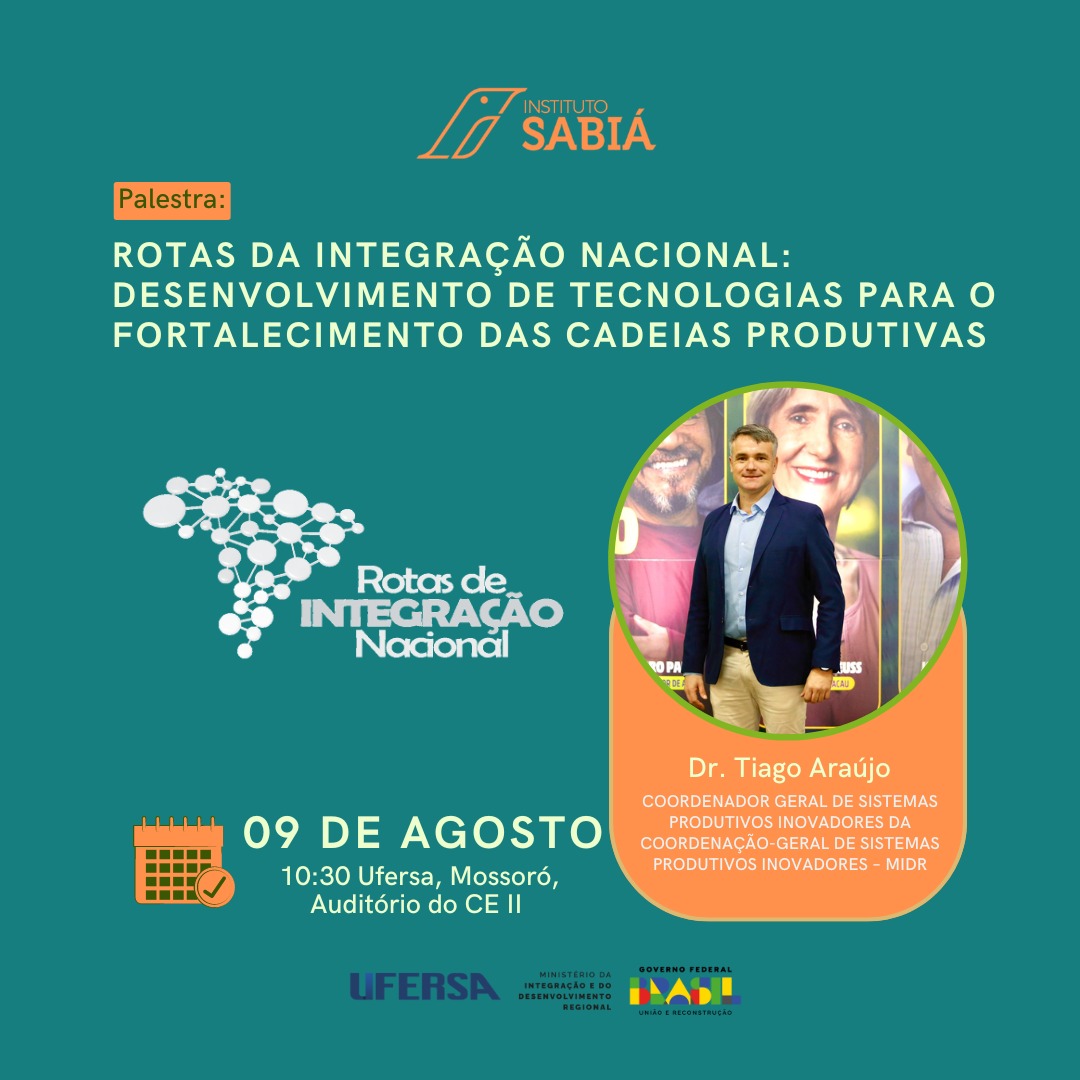 INSTITUTO
SABIÁ
Palestra:
ROTAS DA INTEGRAÇÃO NACIONAL:
DESENVOLVIMENTO DE TECNOLOGIAS PARA O
FORTALECIMENTO DAS CADEIAS PRODUTIVAS
Rotas de
INTEGRAÇÃO
Nacional
Dr. Tiago Araújo
COORDENADOR GERAL DE SISTEMAS
PRODUTIVOS INOVADORES DA
COORDENAÇÃO-GERAL DE SISTEMAS
PRODUTIVOS INOVADORES – MIDR
09 DE AGOSTO
10:30 Ufersa, Mossoró,
Auditório do CE II
UFERSA
MINISTÉRIO DA
INTEGRAÇÃO E DO
DESENVOLVIMENTO
REGIONAL
GOVERNO FEDERAL
BRASIL
UNIÃO E RECONSTRUÇÃO